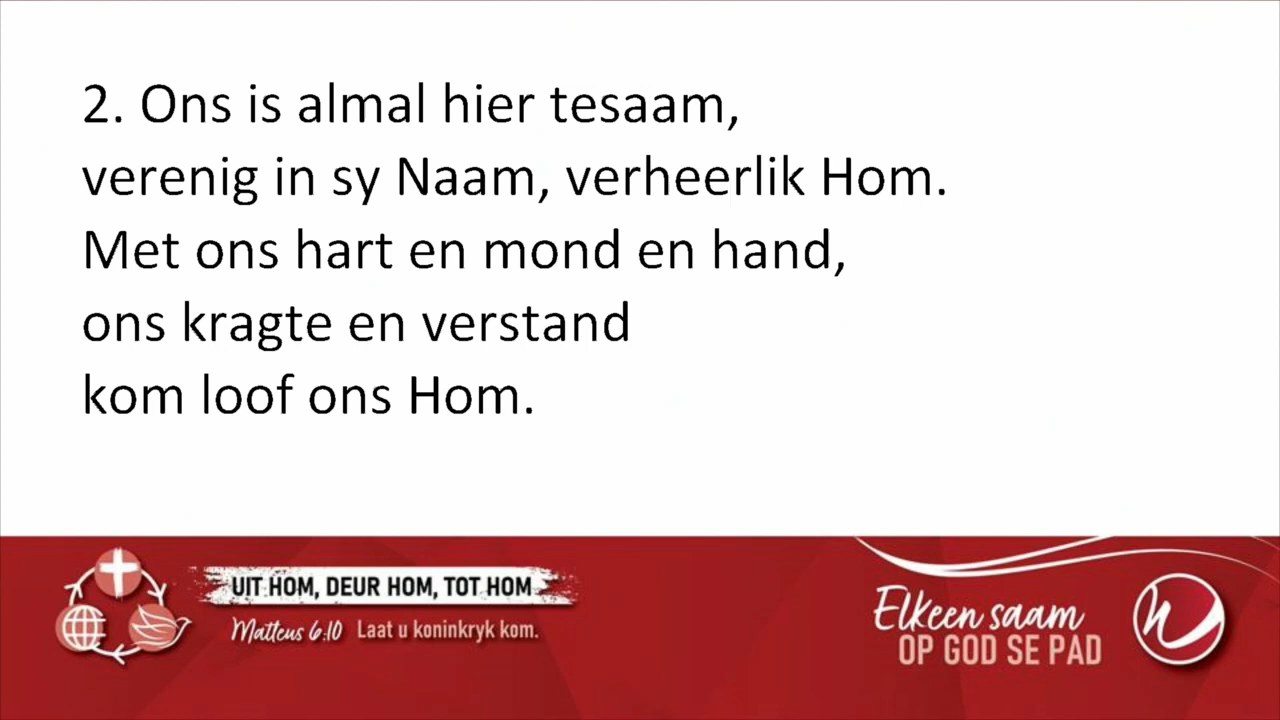 2. Ons is almal hier tesaam,
verenig in sy Naam, verheerlik Hom.
Met ons hart en mond en hand,
ons kragte en verstand
kom loof ons Hom.
UIT HOM, DEUR HOM, TOT HOM
Matteus 6:10 Laat u koninkryk kom.
Elkeen saam
OP GOD SE PAD